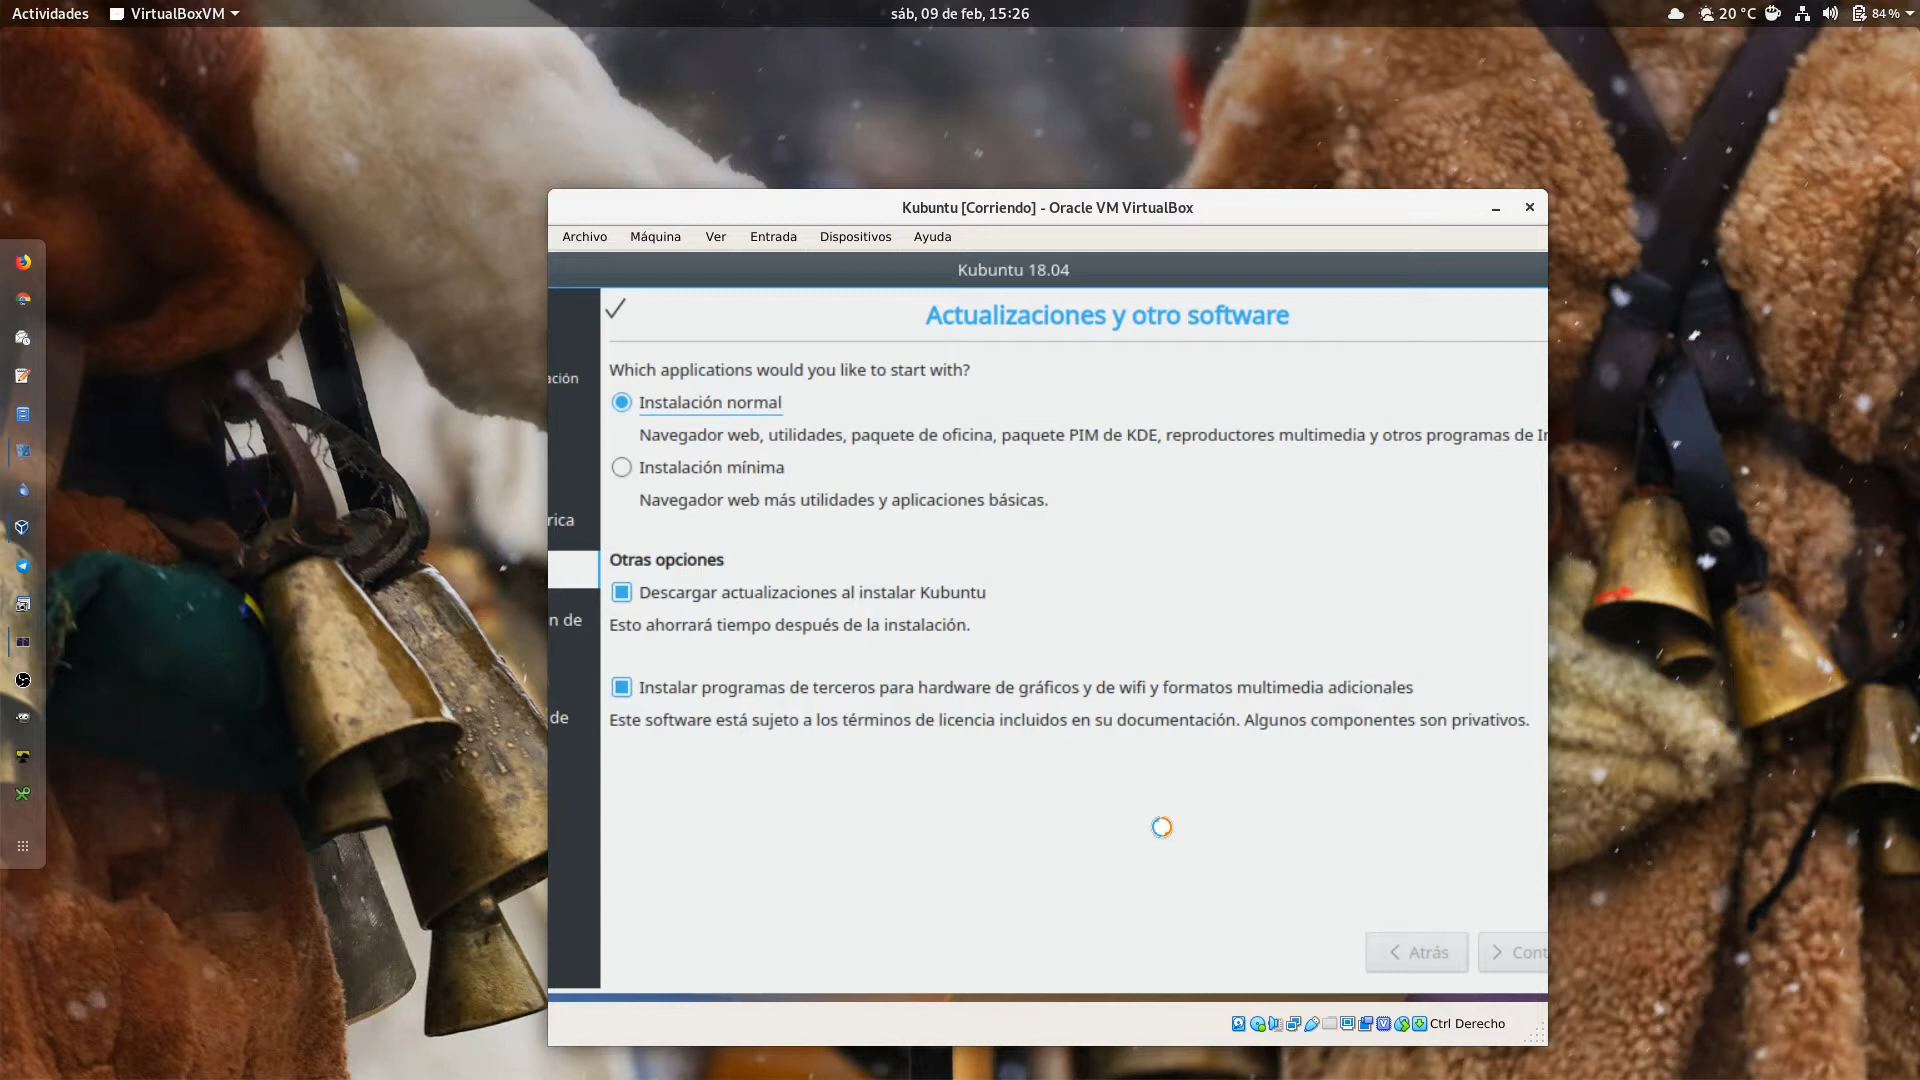 Actividades VirtualBoxVM sáb, 09 de feb, 15:26 20 °C 84 %
Kubuntu [Corriendo] - Oracle VM VirtualBox
Archivo Máquina Ver Entrada Dispositivos Ayuda
Kubuntu 18.04
Actualizaciones y otro software
Which applications would you like to start with?
ación
Instalación normal
Navegador web, utilidades, paquete de oficina, paquete PIM de KDE, reproductores multimedia y otros programas de In
Instalación mínima
Navegador web más utilidades y aplicaciones básicas.
rica
Otras opciones
Descargar actualizaciones al instalar Kubuntu
n de
Esto ahorrará tiempo después de la instalación.
Instalar programas de terceros para hardware de gráficos y de wifi y formatos multimedia adicionales
de
Este software está sujeto a los términos de licencia incluidos en su documentación. Algunos componentes son privativos.
Atrás Cont
Ctrl Derecho